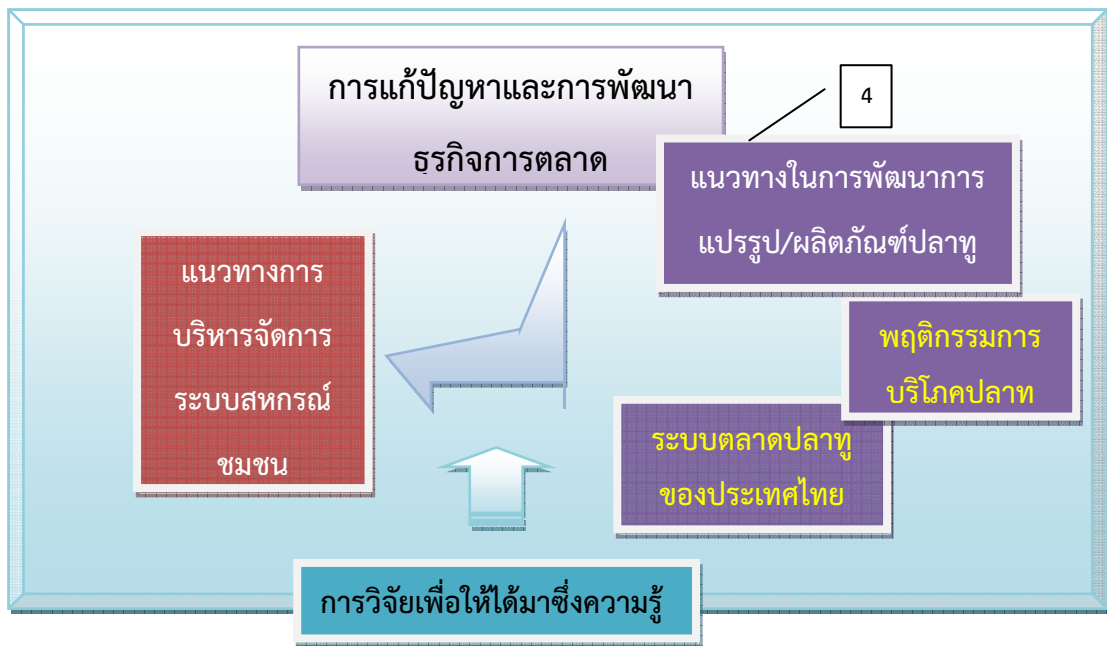 การแก้ปัญหาและการพัฒนา
ธุรกิจการตลาด
4
แนวทางในการพัฒนาการ
แปรรูป/ผลิตภัณฑ์ปลาทู
แนวทางการ
บริหารจัดการ
ระบบสหกรณ์
ชุมชน
พฤติกรรมการ
บริโภคปลาท
ระบบตลาดปลาทู
ของประเทศไทย
การวิจัยเพื่อให้ได้มาซึ่งความรู้